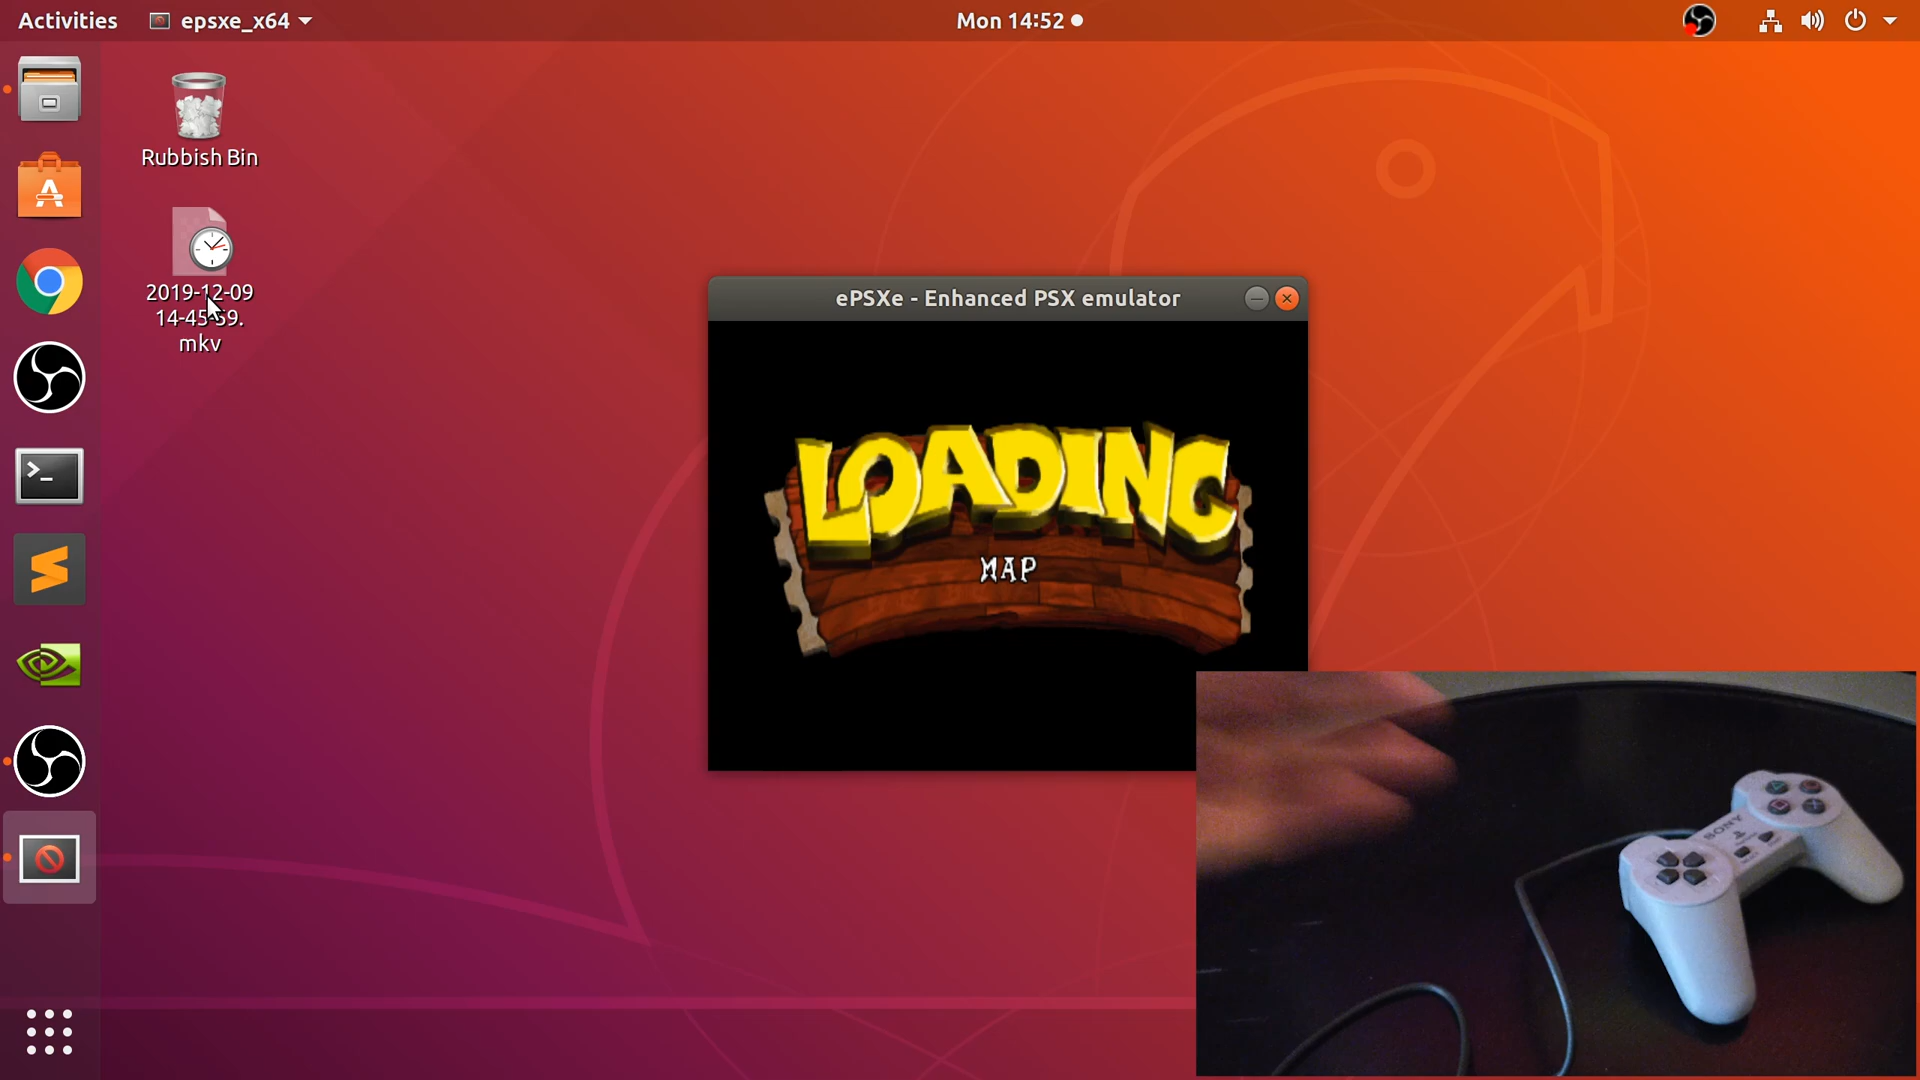 Activities
epsxe_x64
Mon 14:52
Rubbish Bin
2019-12-09
14-45-59.
mkv
ePSXe - Enhanced PSX emulator
LOADING
MAP
SONY